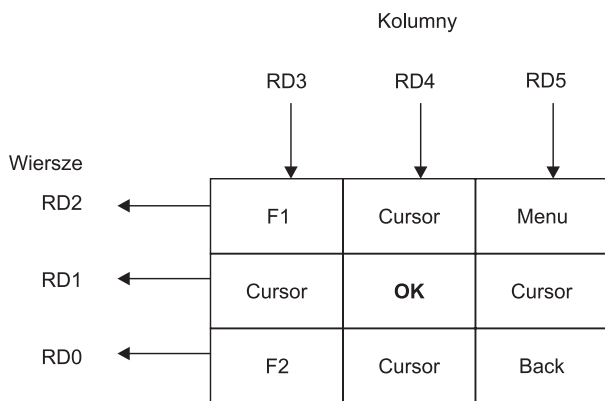 Kolumny
RD3 RD4 RD5
Wiersze
RD2 F1 Cursor Menu
RD1 Cursor OK Cursor
RD0 F2 Cursor Back